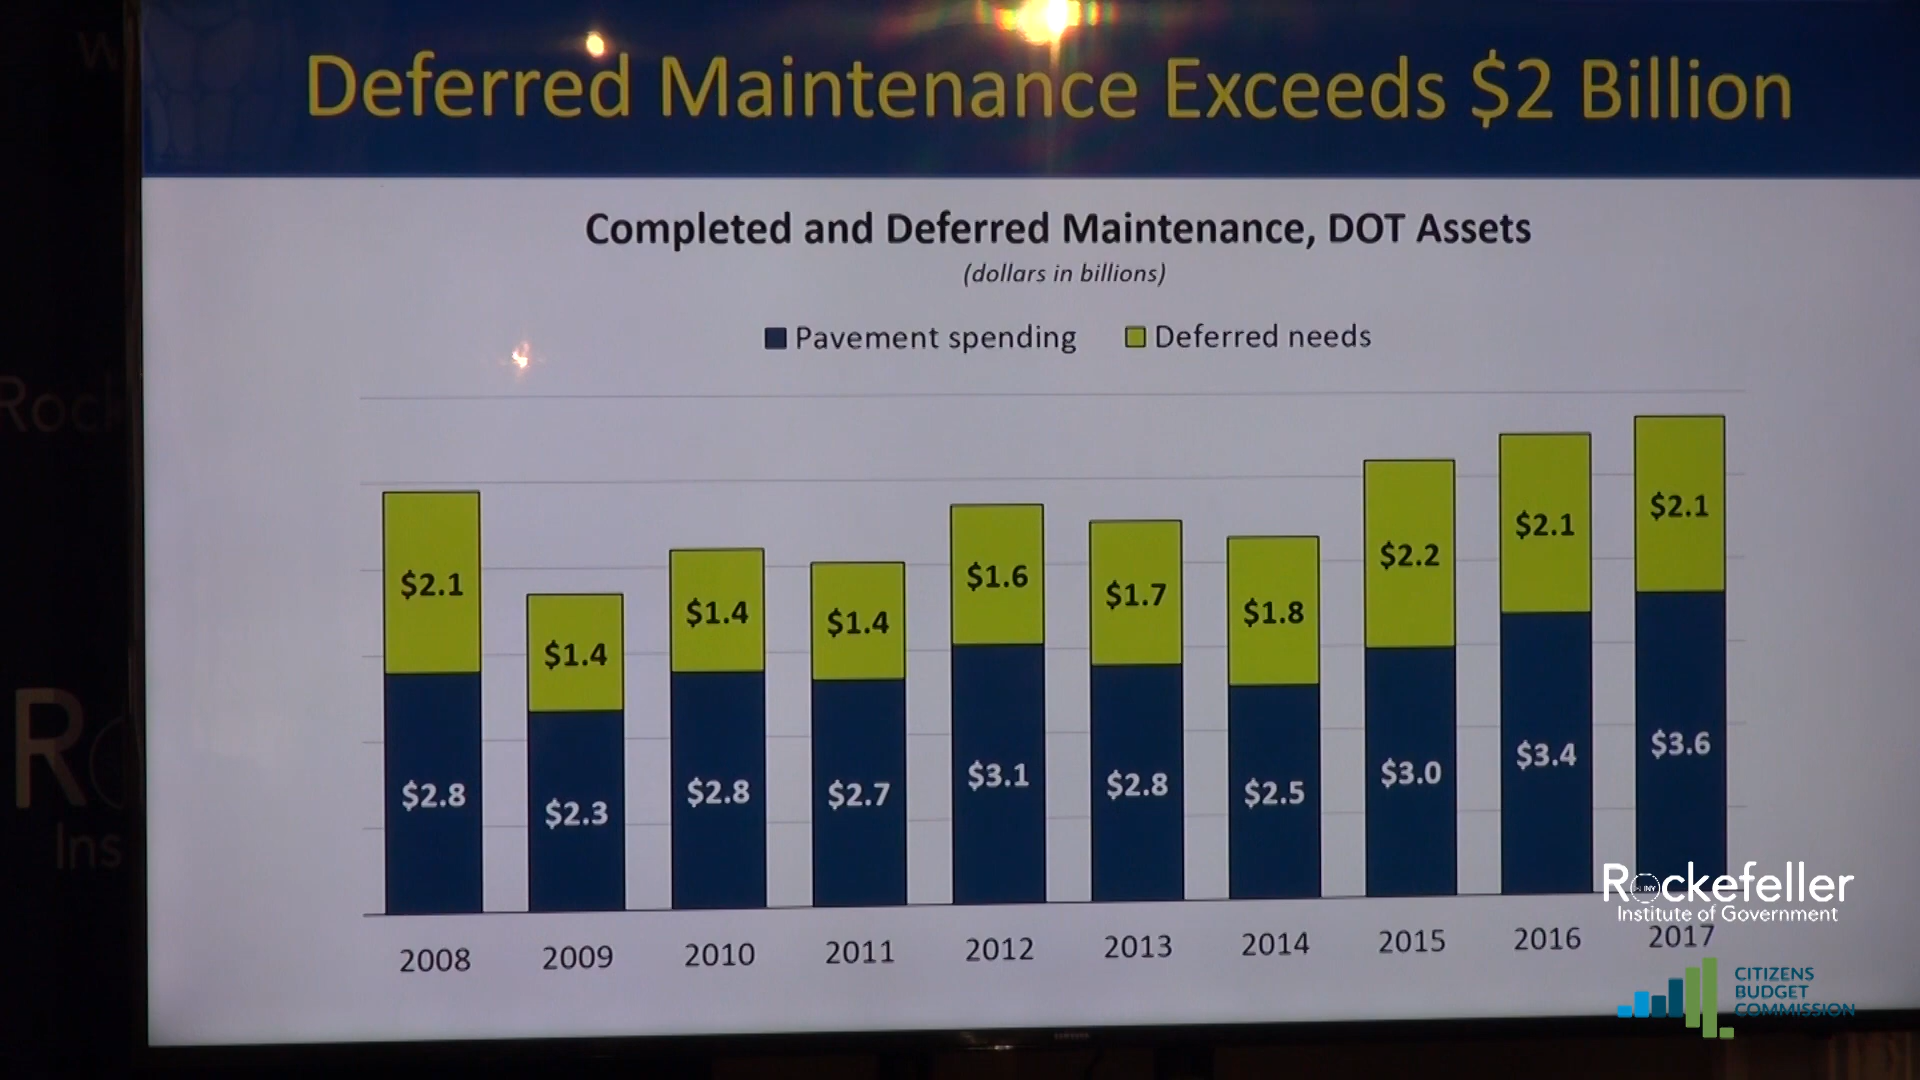 Deferred Maintenance Exceeds $2 Billion
Completed and Deferred Maintenance, DOT Assets
(dollars in billions)
Pavement spending Deferred needs
$2.1 $1.4 $1.4 $1.4 $1.6 $1.7 $1.8 $2.2 $2.1 $2.1
$2.8 $2.3 $2.8 $2.7 $3.1 $2.8 $2.5 $3.0 $3.4 $3.6
2008 2009 2010 2011 2012 2013 2014 2015 2016 2017
Rockefeller
Institute of Government
CITIZENS
BUDGET
COMMISSION
SAMSUNG